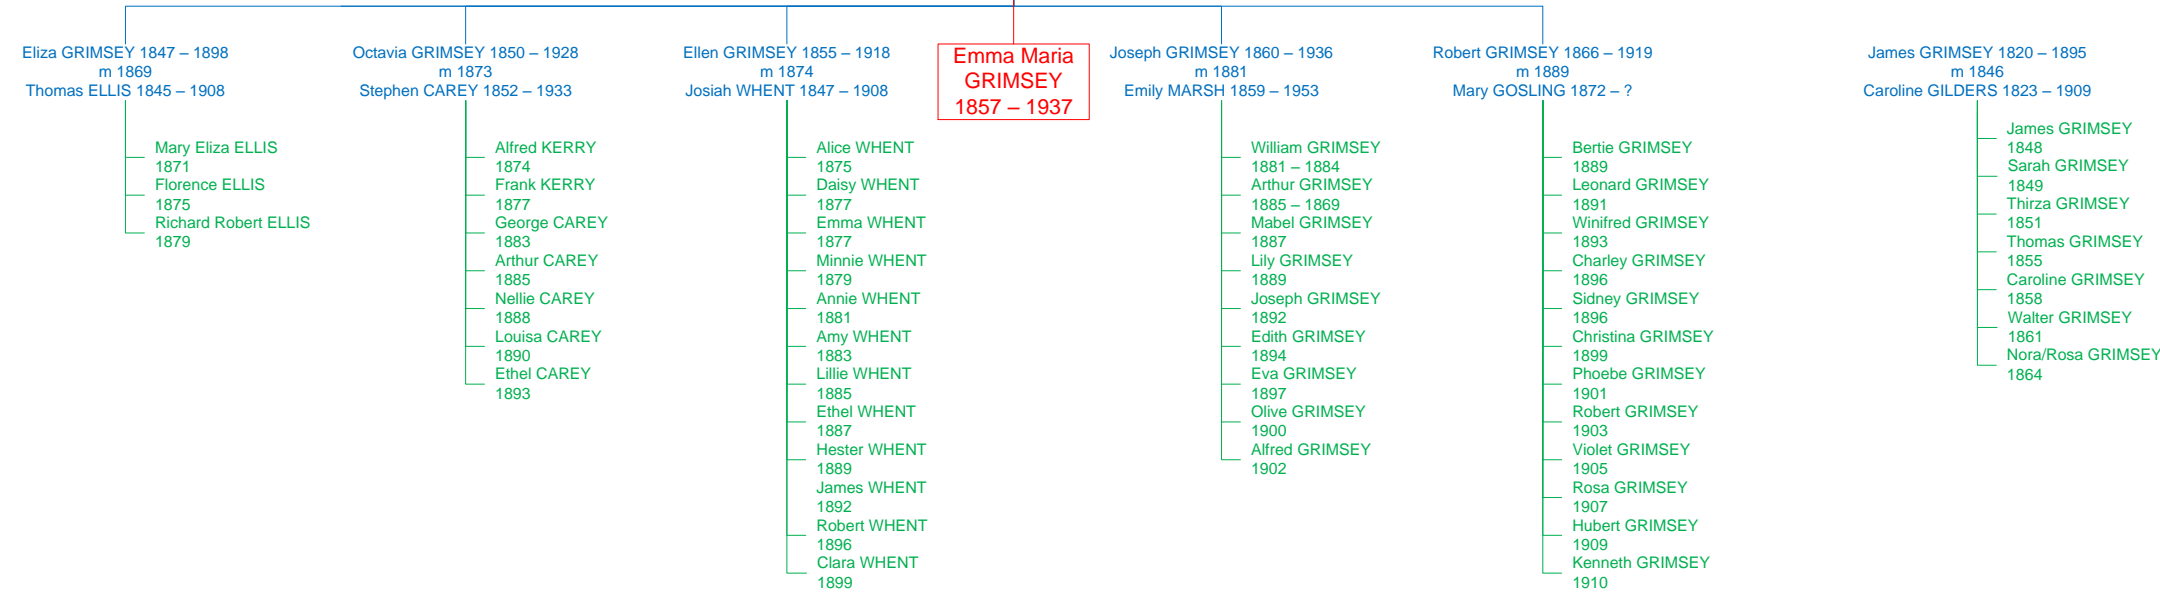 Eliza GRIMSEY 1847 – 1898
m 1869
Thomas ELLIS 1845 – 1908
Mary Eliza ELLIS
1871
Florence ELLIS
1875
Richard Robert ELLIS
1879
Octavia GRIMSEY 1850 – 1928
m 1873
Stephen CAREY 1852 – 1933
Alfred KERRY
1874
Frank KERRY
1877
George CAREY
1883
Arthur CAREY
1885
Nellie CAREY
1888
Louisa CAREY
1890
Ethel CAREY
1893
Ellen GRIMSEY 1855 – 1918
m 1874
Josiah WHENT 1847 – 1908
Alice WHENT
1875
Daisy WHENT
1877
Emma WHENT
1877
Minnie WHENT
1879
Annie WHENT
1881
Amy WHENT
1883
Lillie WHENT
1885
Ethel WHENT
1887
Hester WHENT
1889
James WHENT
1892
Robert WHENT
1896
Clara WHENT
1899
Emma Maria
GRIMSEY
1857 – 1937
Joseph GRIMSEY 1860 – 1936
m 1881
Emily MARSH 1859 – 1953
William GRIMSEY
1881 – 1884
Arthur GRIMSEY
1885 – 1869
Mabel GRIMSEY
1887
Lily GRIMSEY
1889
Joseph GRIMSEY
1892
Edith GRIMSEY
1894
Eva GRIMSEY
1897
Olive GRIMSEY
1900
Alfred GRIMSEY
1902
Robert GRIMSEY 1866 – 1919
m 1889
Mary GOSLING 1872 – ?
Bertie GRIMSEY
1889
Leonard GRIMSEY
1891
Winifred GRIMSEY
1893
Charley GRIMSEY
1896
Sidney GRIMSEY
1896
Christina GRIMSEY
1899
Phoebe GRIMSEY
1901
Robert GRIMSEY
1903
Violet GRIMSEY
1905
Rosa GRIMSEY
1907
Hubert GRIMSEY
1909
Kenneth GRIMSEY
1910
James GRIMSEY 1820 – 1895
m 1846
Caroline GILDERS 1823 – 1909
James GRIMSEY
1848
Sarah GRIMSEY
1849
Thirza GRIMSEY
1851
Thomas GRIMSEY
1855
Caroline GRIMSEY
1858
Walter GRIMSEY
1861
Nora/Rosa GRIMSEY
1864